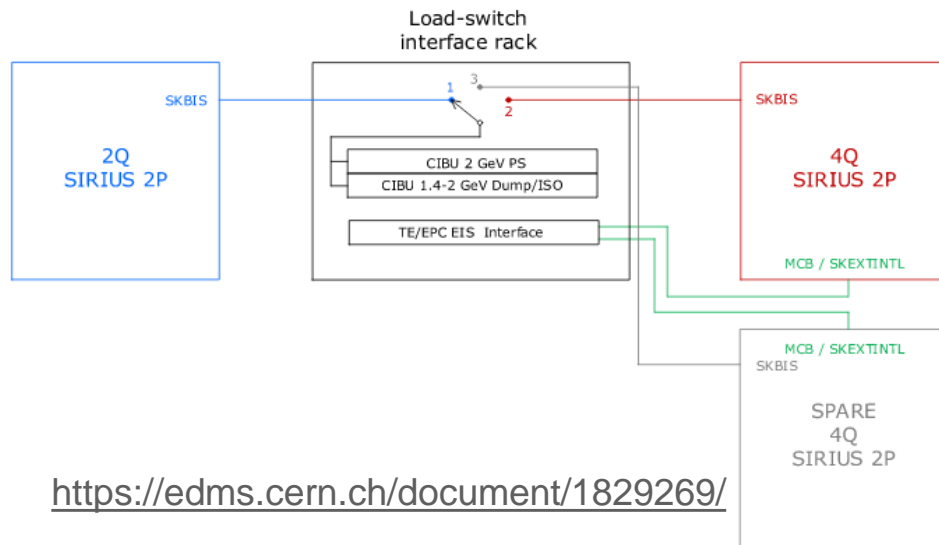 Load-switch
interface rack
SKBIS
2Q
SIRIUS 2P
1
3
2
CIBU 2 GeV PS
CIBU 1.4-2 GeV Dump/ISO
TE/EPC EIS Interface
SKBIS
4Q
SIRIUS 2P
MCB / SKEXTINTL
MCB / SKEXTINTL
SKBIS
SPARE
4Q
SIRIUS 2P
https://edms.cern.ch/document/1829269/